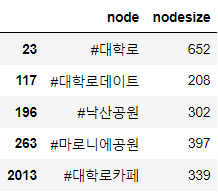 node nodesize
23 #대학로 652
117 #대학로데이트 208
196 #낙산공원 302
263 #마로니에공원 397
2013 #대학로카페 339